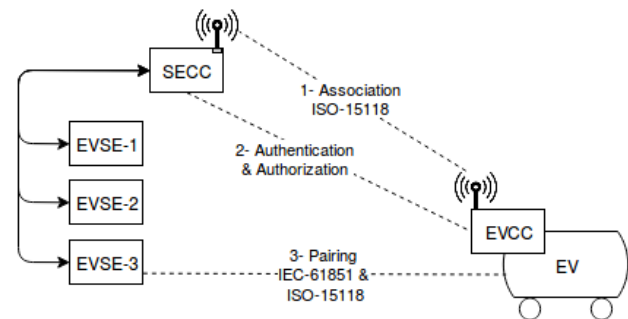 SECC
1- Association
ISO-15118
EVSE-1
2- Authentication
& Authorization
EVSE-2
EVCC
EVSE-3
3- Pairing
IEC-61851 &
ISO-15118
EV